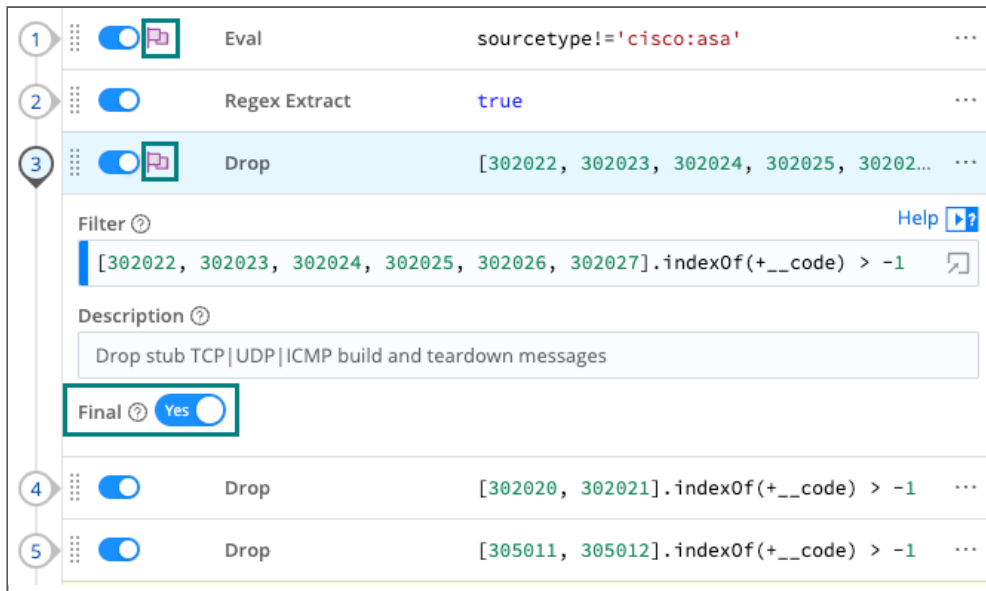 1 Eval sourcetype!='cisco:asa' ...
2 Regex Extract true ...
3 Drop [302022, 302023, 302024, 302025, 30202... ...
Filter ? Help ?
[302022, 302023, 302024, 302025, 302026, 302027].indexOf(+__code) > -1
Description ?
Drop stub TCP|UDP|ICMP build and teardown messages
Final ? Yes
4 Drop [302020, 302021].indexOf(+__code) > -1 ...
5 Drop [305011, 305012].indexOf(+__code) > -1 ...